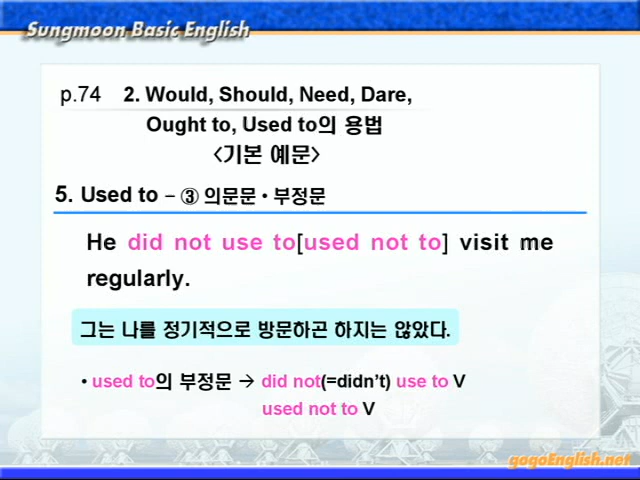 Sungmoon Basic English
p.74 2. Would, Should, Need, Dare,
Ought to, Used to의 용법
<기본 예문>
5. Used to – ③ 의문문 • 부정문
He did not use to[used not to] visit me
regularly.
그는 나를 정기적으로 방문하곤 하지는 않았다.
• used to의 부정문 → did not(=didn't) use to V
used not to V
gogoEnglish.net